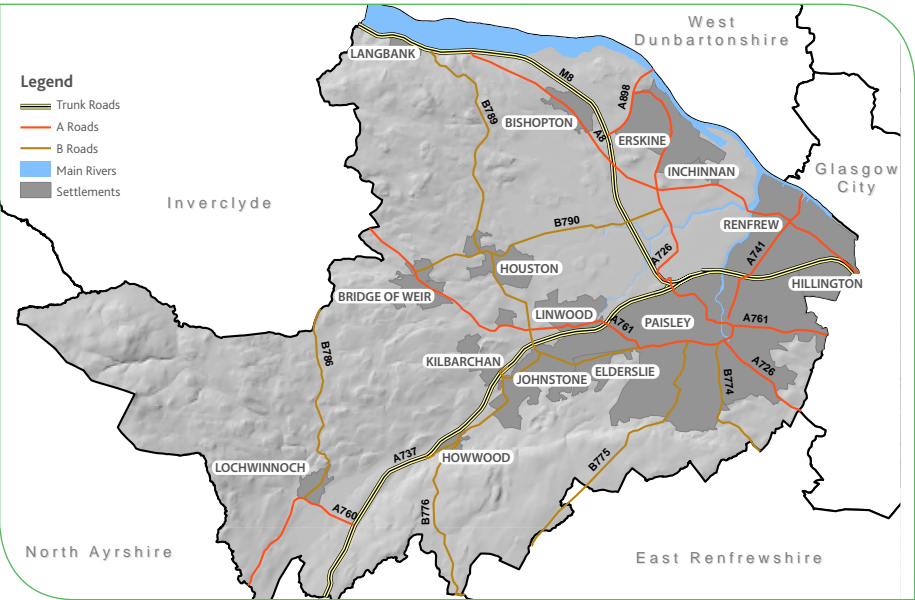 West
Dunbartonshire
LANGBANK
M8
Legend
Trunk Roads
A Roads
B Roads
Main Rivers
Settlements
B789
A898
BISHOPTON
A8
ERSKINE
INCHINNAN
Glasgow
City
Inverclyde
B790
RENFREW
A726
A741
HOUSTON
HILLINGTON
BRIDGE OF WEIR
LINWOOD
A761
PAISLEY
A761
B786
KILBARCHAN
ELDERSLIE
A726
JOHNSTONE
B774
A737
HOWWOOD
B775
LOCHWINNOCH
A760
B776
North Ayrshire
East Renfrewshire